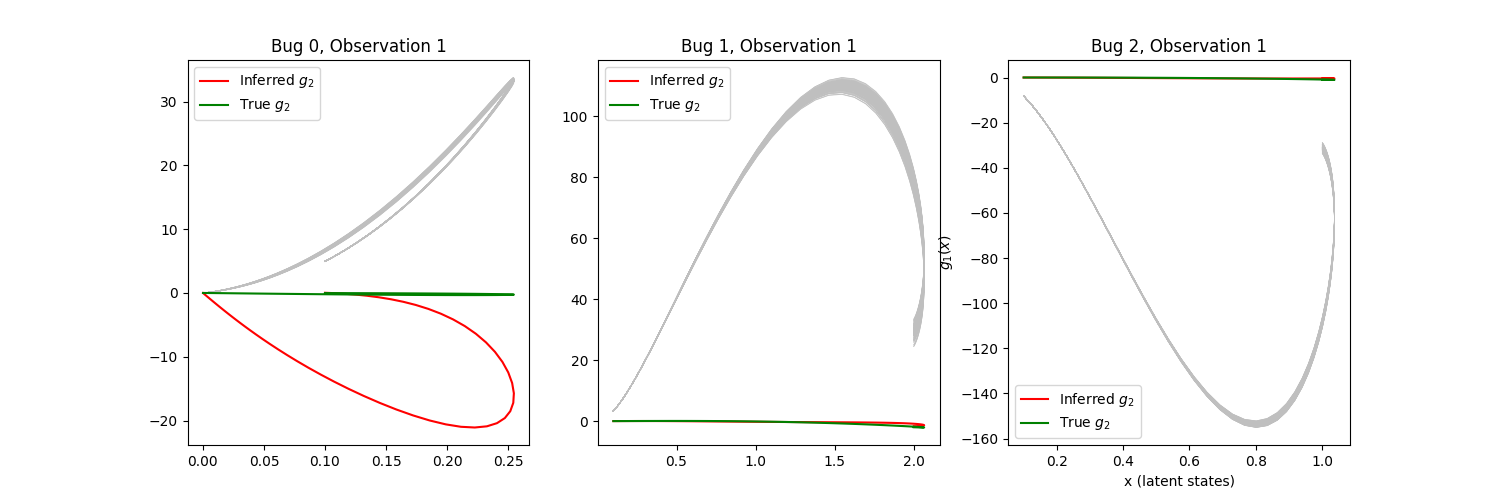 Bug 0, Observation 1
Inferred g₂
True g₂
30
20
10
0
−10
−20
0.00 0.05 0.10 0.15 0.20 0.25
Bug 1, Observation 1
Inferred g₂
True g₂
100
80
60
40
20
0
0.5 1.0 1.5 2.0
Bug 2, Observation 1
g₁(x)
0
−20
−40
−60
−80
−100
−120
−140
−160
Inferred g₂
True g₂
0.2 0.4 0.6 0.8 1.0
x (latent states)